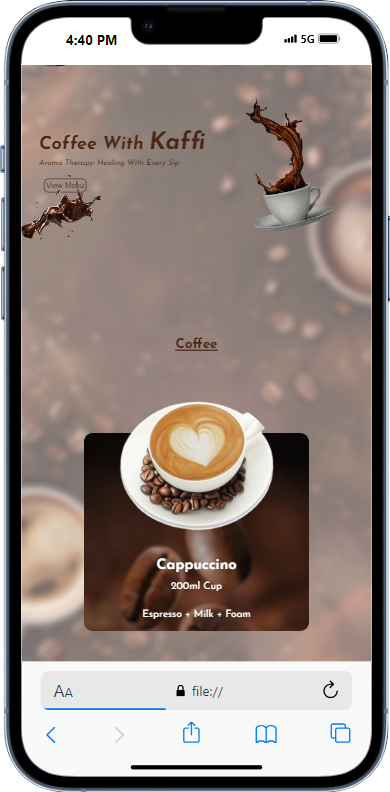 4:40 PM
5G
Coffee With Kaffi
Aroma Therapy: Healing With Every Sip
View Menu
Coffee
Cappuccino
200ml Cup
Espresso + Milk + Foam
AA
file://